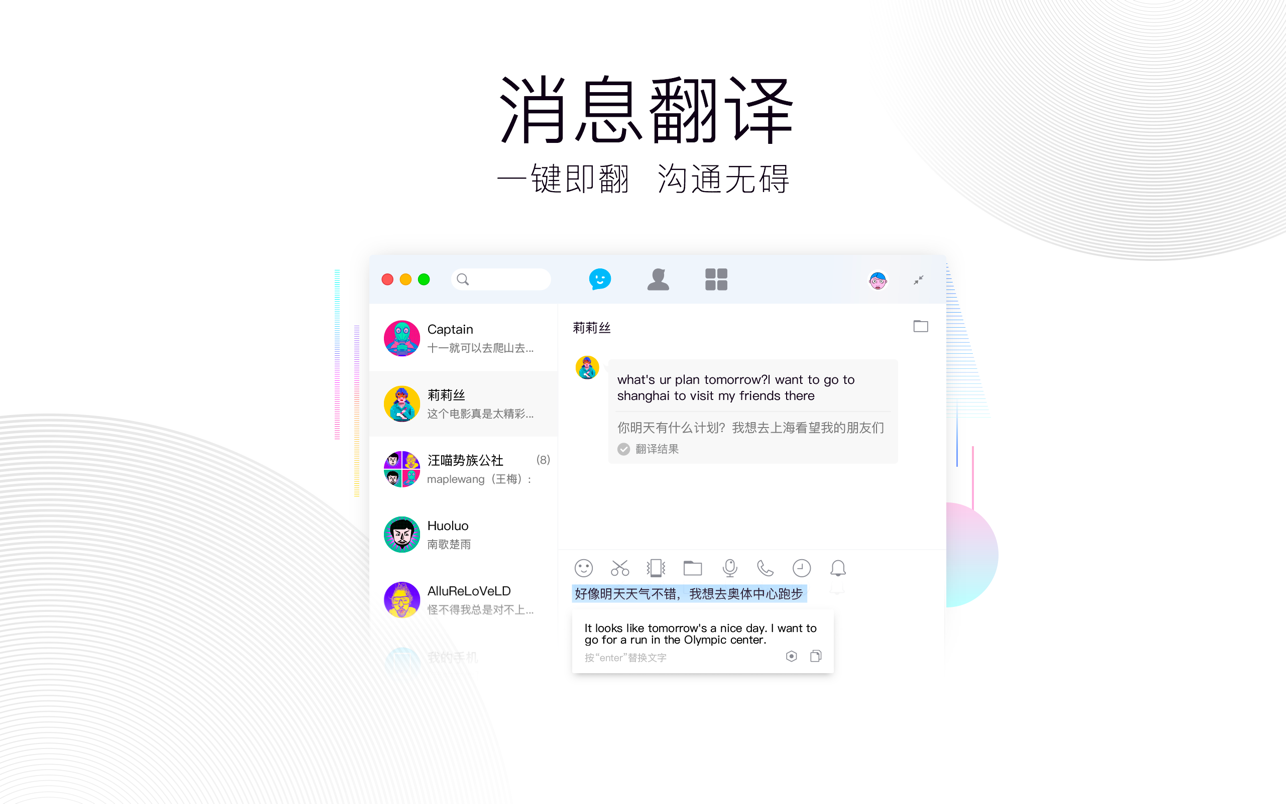 消息翻译
一键即翻 沟通无碍
Captain
十一就可以去爬山去...
莉莉丝
这个电影真是太精彩...
汪喵势族公社
(8)
maplewang（王梅）:
Huoluo
南歌楚雨
AlluReLoVeLD
怪不得我总是对不上...
我的手机
莉莉丝
what's ur plan tomorrow?I want to go to
shanghai to visit my friends there
你明天有什么计划？我想去上海看望我的朋友们
翻译结果
好像明天天气不错，我想去奥体中心跑步
It looks like tomorrow's a nice day. I want to
go for a run in the Olympic center.
按“enter”替换文字